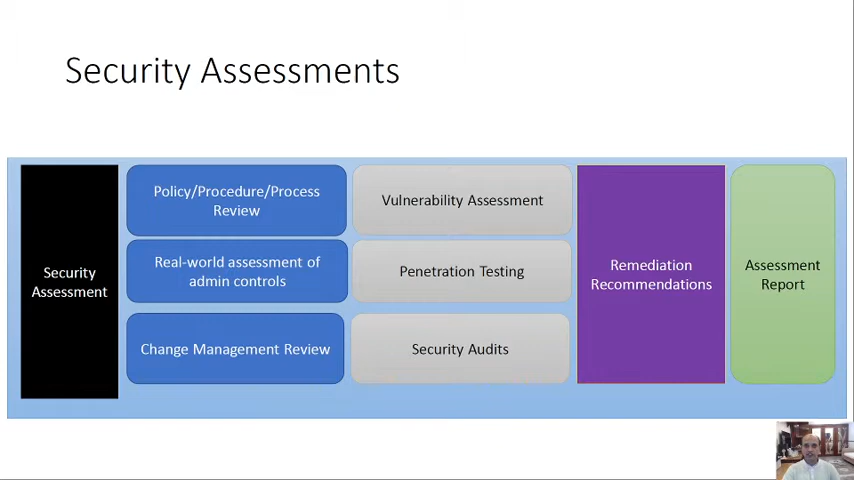 Security Assessments
Security
Assessment
Policy/Procedure/Process
Review
Real-world assessment of
admin controls
Change Management Review
Vulnerability Assessment
Penetration Testing
Security Audits
Remediation
Recommendations
Assessment
Report